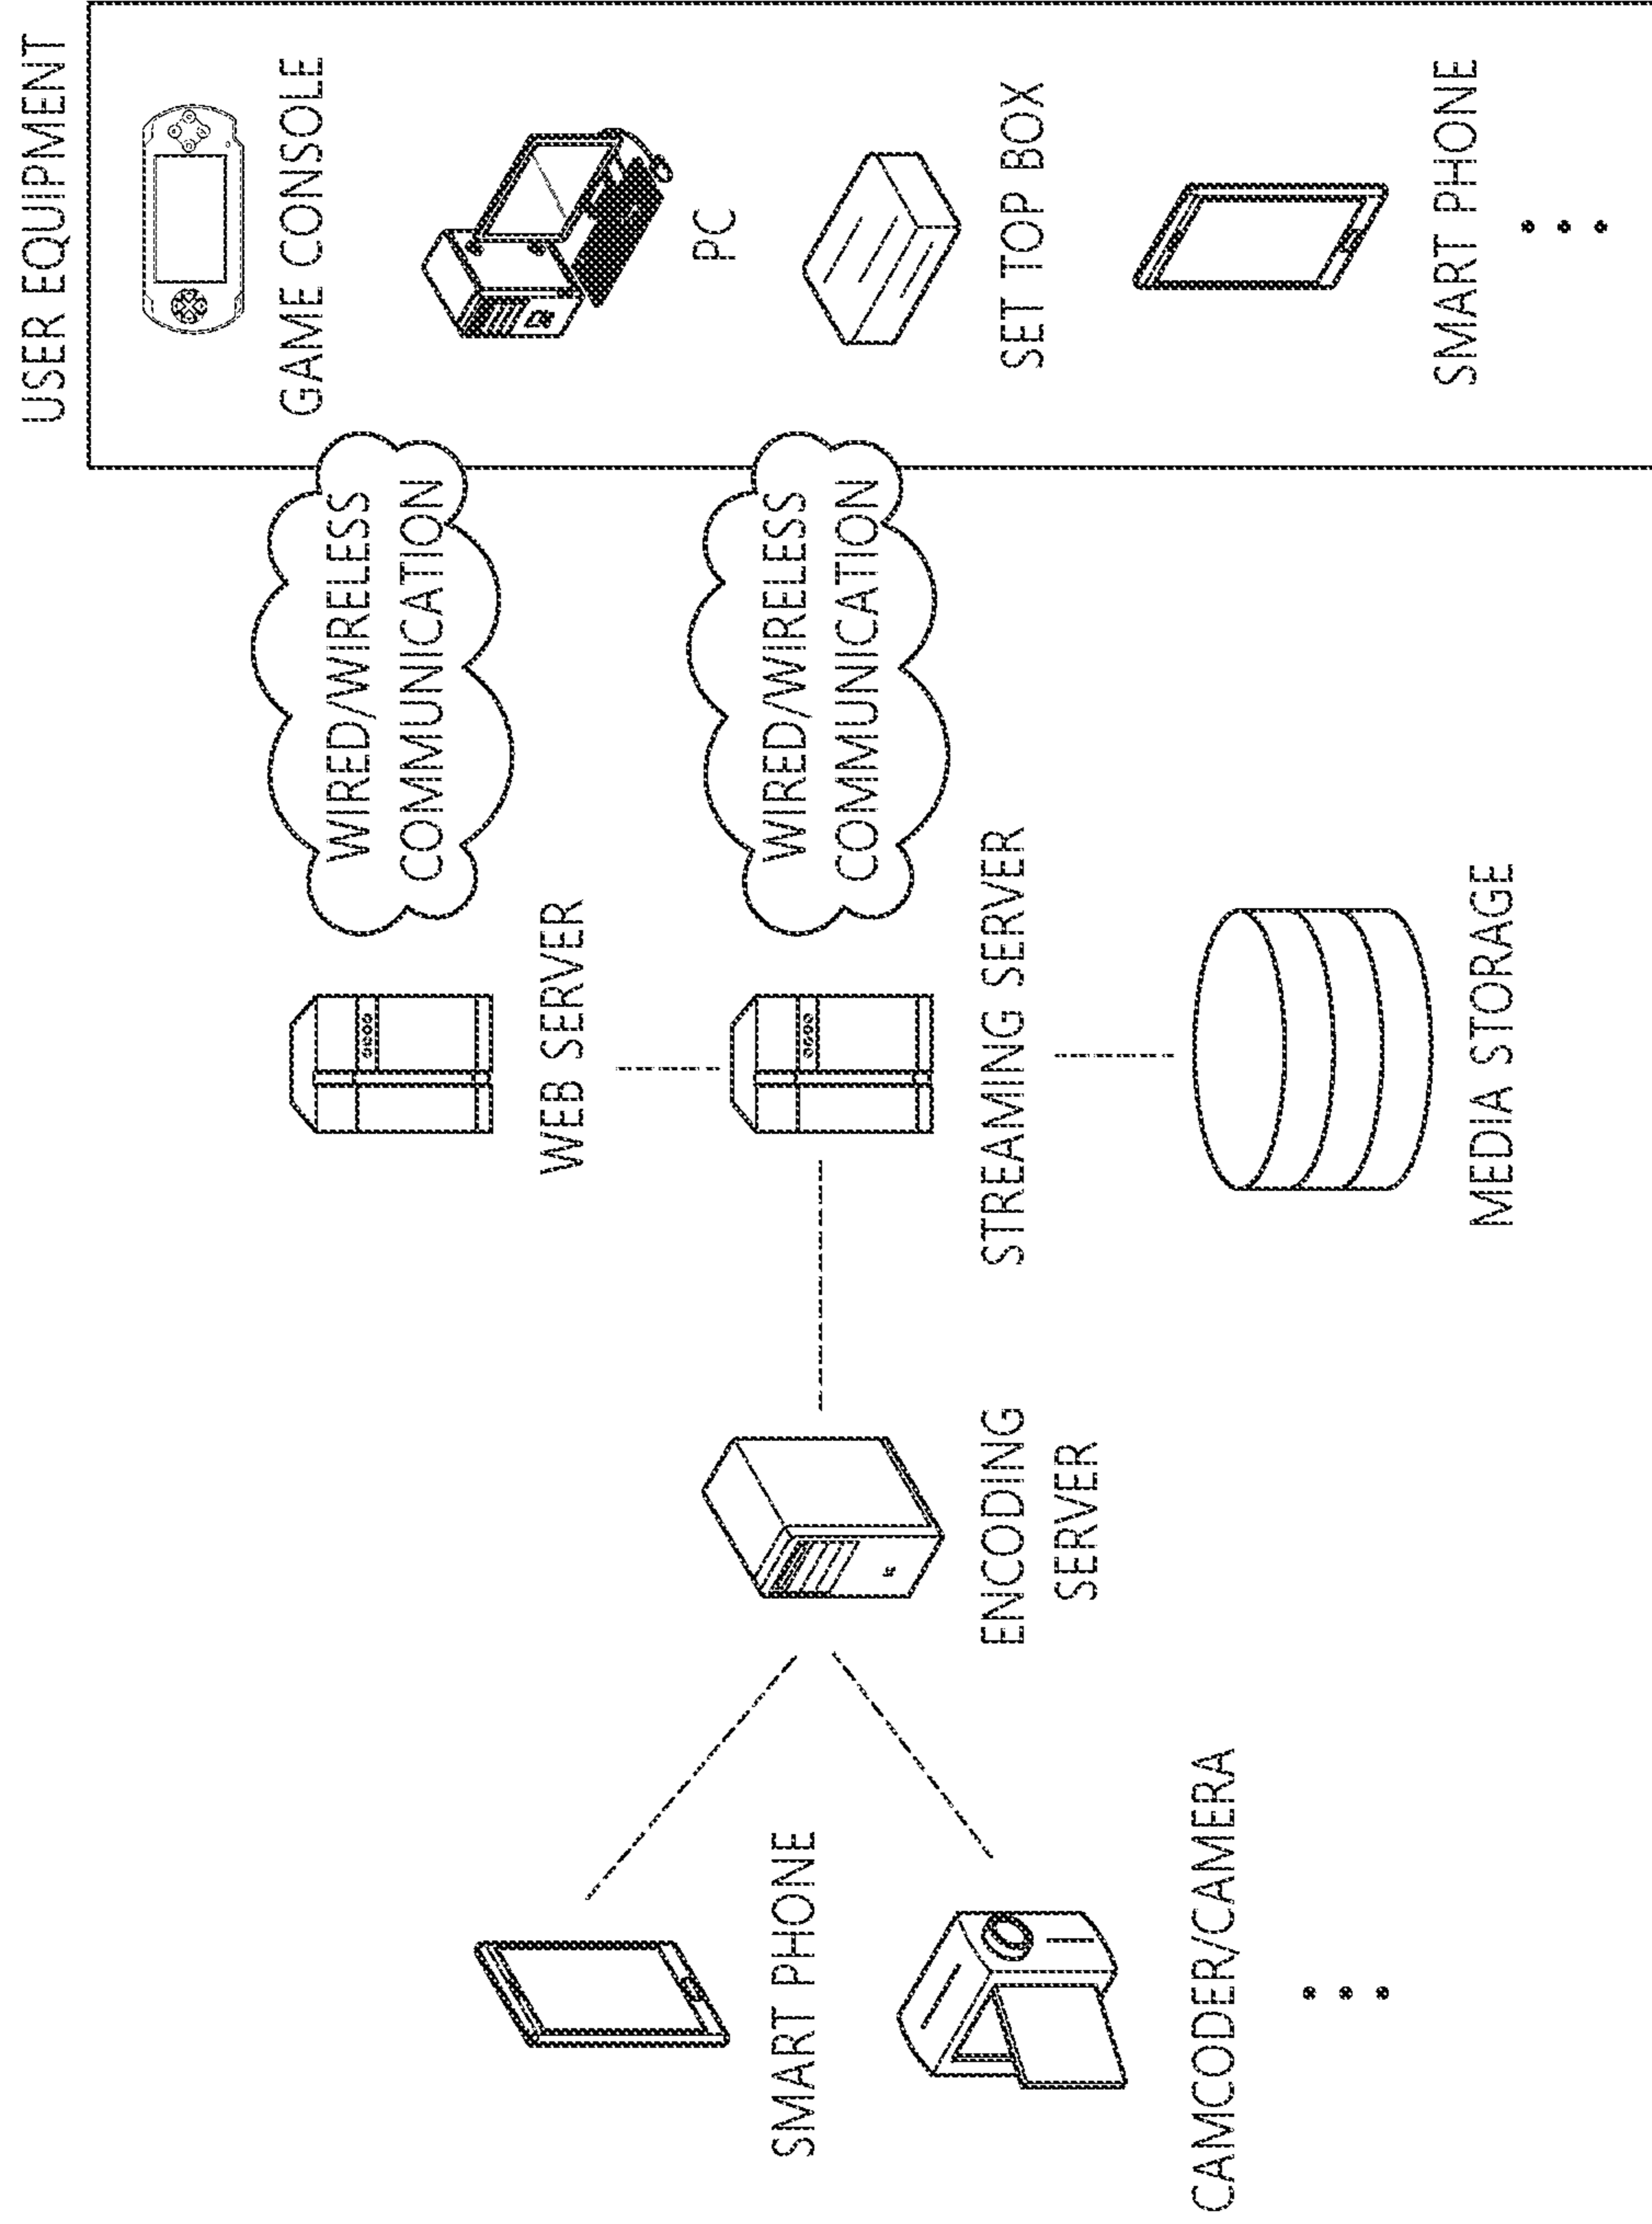 SMART PHONE
CAMCODER/CAMERA
ENCODING
SERVER
WEB SERVER
STREAMING SERVER
MEDIA STORAGE
WIRED/WIRELESS
COMMUNICATION
WIRED/WIRELESS
COMMUNICATION
USER EQUIPMENT
GAME CONSOLE
PC
SET TOP BOX
SMART PHONE